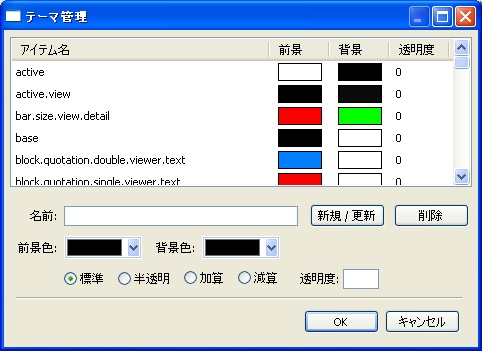 テーマ管理
アイテム名 前景 背景 透明度
active 0
active.view 0
bar.size.view.detail 0
base 0
block.quotation.double.viewer.text 0
block.quotation.single.viewer.text 0
名前: 新規 / 更新 削除
前景色: 背景色:
標準 半透明 加算 減算 透明度:
OK キャンセル